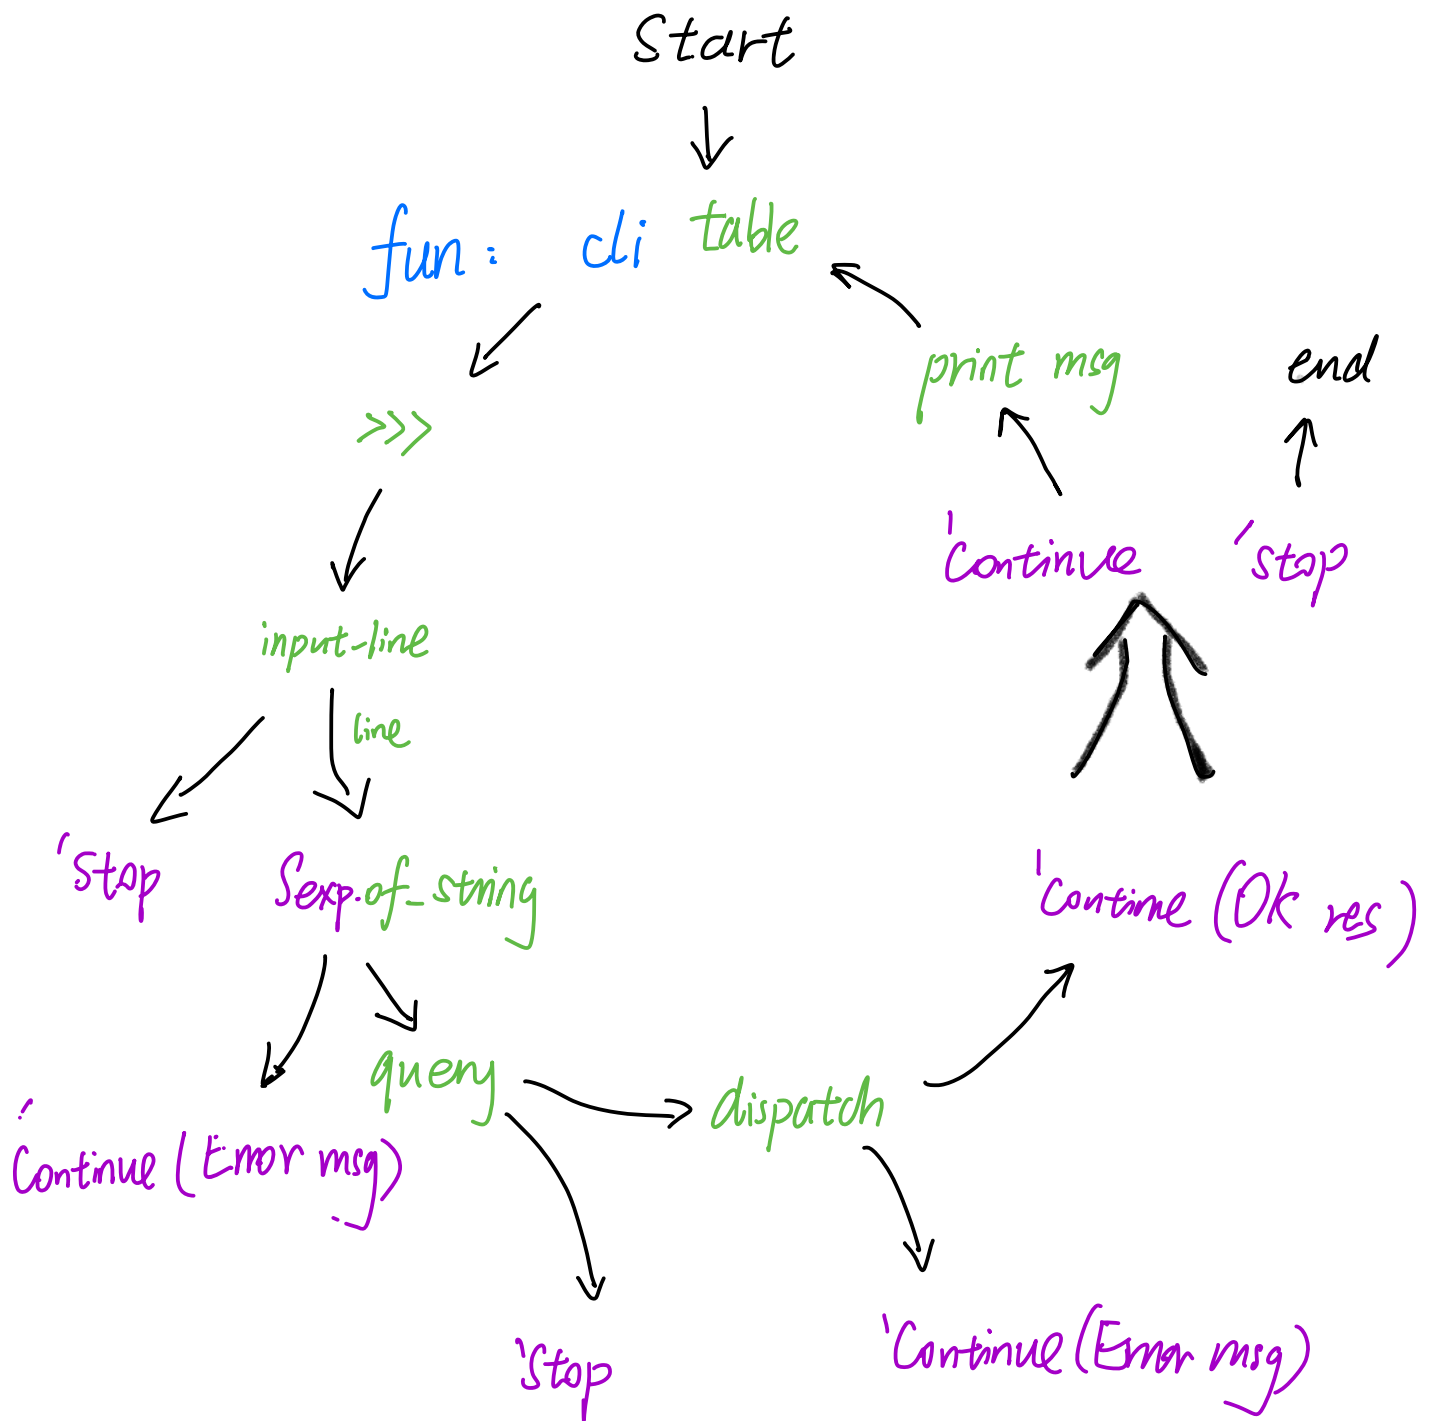 Start
fun: cli table
print msg
end
>>>
'Continue
'stop
input-line
line
'Stop
Sexp.of_string
'Continue (Ok res)
query
dispatch
'Continue (Error msg)
'Stop
'Continue (Error msg)